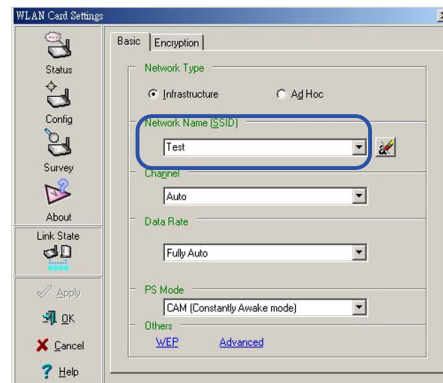 WLAN Card Settings
Status
Config
Survey
About
Link State
Apply
OK
Cancel
Help
Basic
Encryption
Network Type
Infrastructure
Ad Hoc
Network Name (SSID)
Test
Channel
Auto
Data Rate
Fully Auto
PS Mode
CAM (Constantly Awake mode)
Others
WEP Advanced